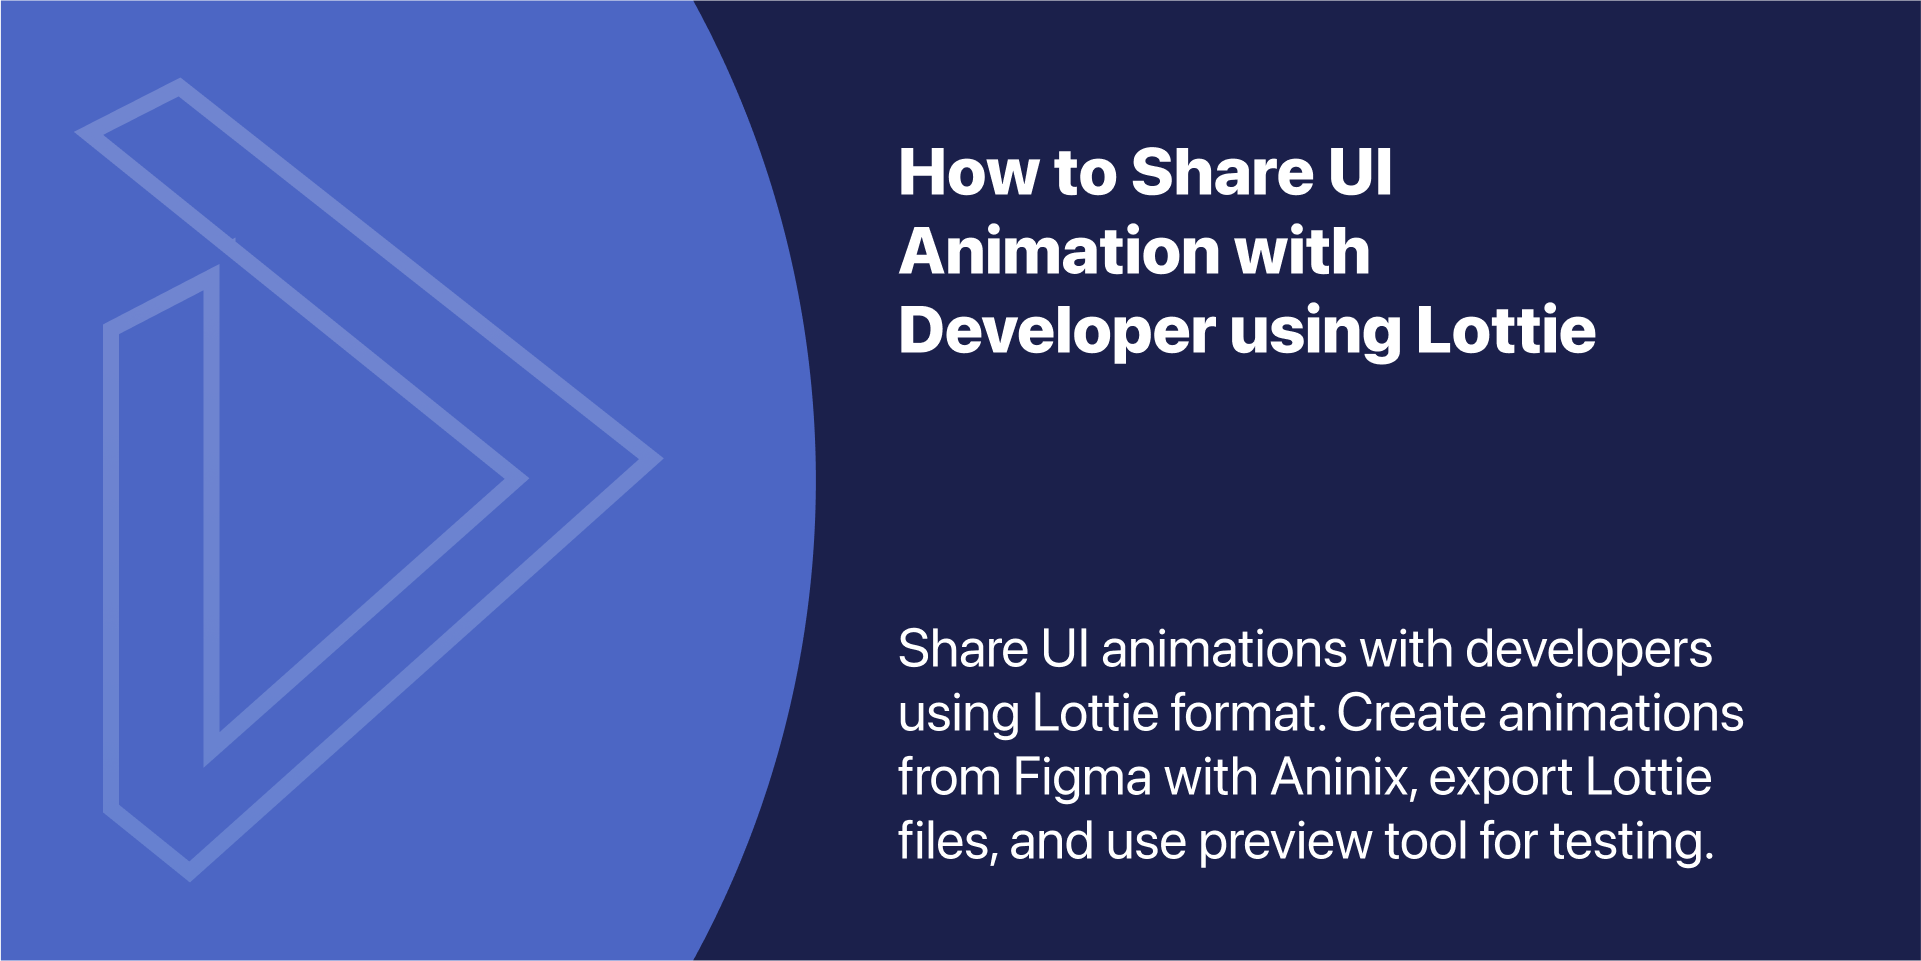 How to Share UI
Animation with
Developer using Lottie
Share UI animations with developers
using Lottie format. Create animations
from Figma with Aninix, export Lottie
files, and use preview tool for testing.